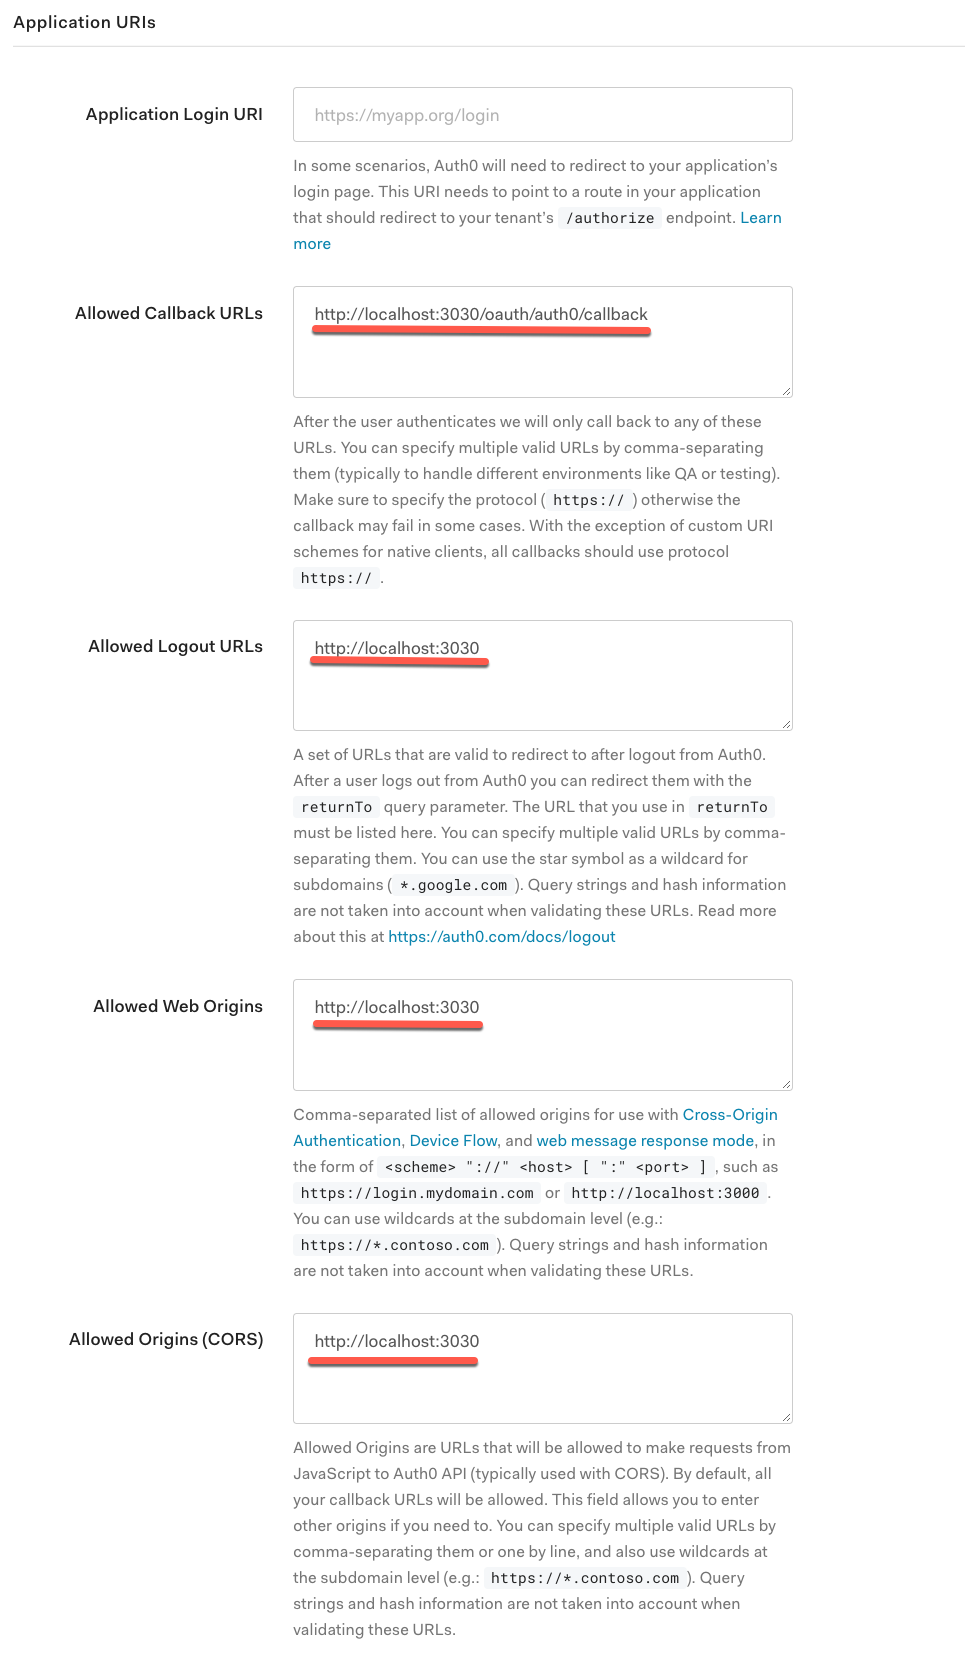 Application URIs
Application Login URI
https://myapp.org/login
In some scenarios, Auth0 will need to redirect to your application's
login page. This URI needs to point to a route in your application
that should redirect to your tenant's /authorize endpoint. Learn
more
Allowed Callback URLs
http://localhost:3030/oauth/auth0/callback
After the user authenticates we will only call back to any of these
URLs. You can specify multiple valid URLs by comma-separating
them (typically to handle different environments like QA or testing).
Make sure to specify the protocol ( https:// ) otherwise the
callback may fail in some cases. With the exception of custom URI
schemes for native clients, all callbacks should use protocol
https:// .
Allowed Logout URLs
http://localhost:3030
A set of URLs that are valid to redirect to after logout from Auth0.
After a user logs out from Auth0 you can redirect them with the
returnTo query parameter. The URL that you use in returnTo
must be listed here. You can specify multiple valid URLs by comma-
separating them. You can use the star symbol as a wildcard for
subdomains ( *.google.com ). Query strings and hash information
are not taken into account when validating these URLs. Read more
about this at https://auth0.com/docs/logout
Allowed Web Origins
http://localhost:3030
Comma-separated list of allowed origins for use with Cross-Origin
Authentication, Device Flow, and web message response mode, in
the form of <scheme> "://" <host> [ ":" <port> ] , such as
https://login.mydomain.com or http://localhost:3000 .
You can use wildcards at the subdomain level (e.g.:
https://*.contoso.com ). Query strings and hash information
are not taken into account when validating these URLs.
Allowed Origins (CORS)
http://localhost:3030
Allowed Origins are URLs that will be allowed to make requests from
JavaScript to Auth0 API (typically used with CORS). By default, all
your callback URLs will be allowed. This field allows you to enter
other origins if you need to. You can specify multiple valid URLs by
comma-separating them or one by line, and also use wildcards at
the subdomain level (e.g.: https://*.contoso.com ). Query
strings and hash information are not taken into account when
validating these URLs.